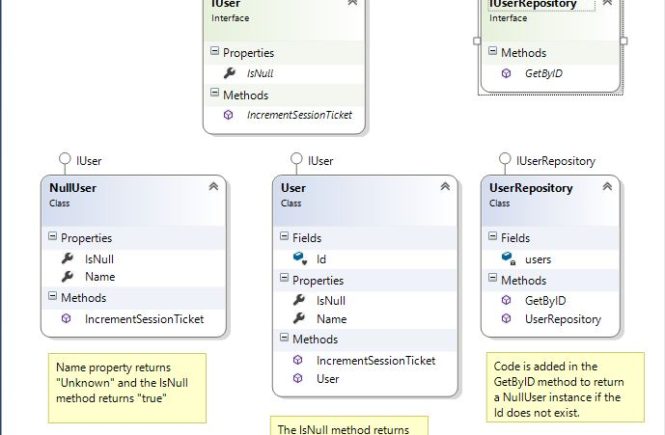 IUser
Interface
Properties
IsNull
Methods
IncrementSessionTicket
IUserRepository
Interface
Methods
GetByID
IUser
NullUser
Class
Properties
IsNull
Name
Methods
IncrementSessionTicket
Name property returns
"Unknown" and the IsNull
method returns "true"
IUser
User
Class
Fields
Id
Properties
IsNull
Name
Methods
IncrementSessionTicket
User
The IsNull method returns
IUserRepository
UserRepository
Class
Fields
users
Methods
GetByID
UserRepository
Code is added in the
GetByID method to return
a NullUser instance if the
Id does not exist.